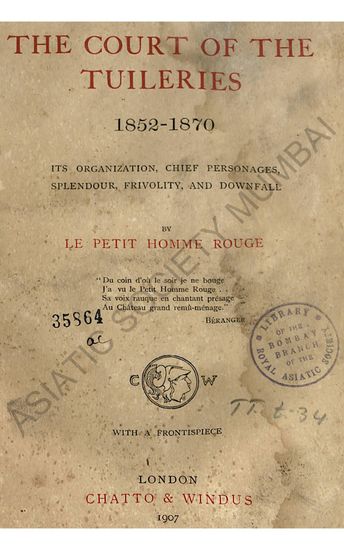 THE COURT OF THE
TUILERIES
1852-1870
ITS ORGANIZATION, CHIEF PERSONAGES,
SPLENDOUR, FRIVOLITY, AND DOWNFALL
BY
LE PETIT HOMME ROUGE
"Du coin d'où le soir je ne bouge
J'a vu le Petit Homme Rouge . .
Sa voix rauque en chantant présage
Au Château grand remû-ménage."
BÉRANGER
35864
ac
LIBRARY
OF THE
BOMBAY
BRANCH
OF THE
ROYAL ASIATIC SOCIETY
C W
TT. t-34
WITH A FRONTISPIECE
LONDON
CHATTO & WINDUS
1907
ASIATIC SOCIETY MUMBAI